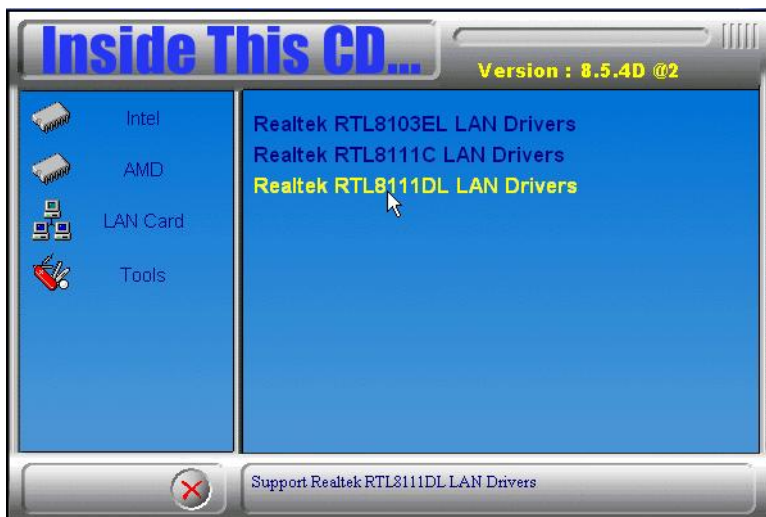 Inside This CD...
Version : 8.5.4D @2
Intel
AMD
LAN Card
Tools
Realtek RTL8103EL LAN Drivers
Realtek RTL8111C LAN Drivers
Realtek RTL8111DL LAN Drivers
Support Realtek RTL8111DL LAN Drivers